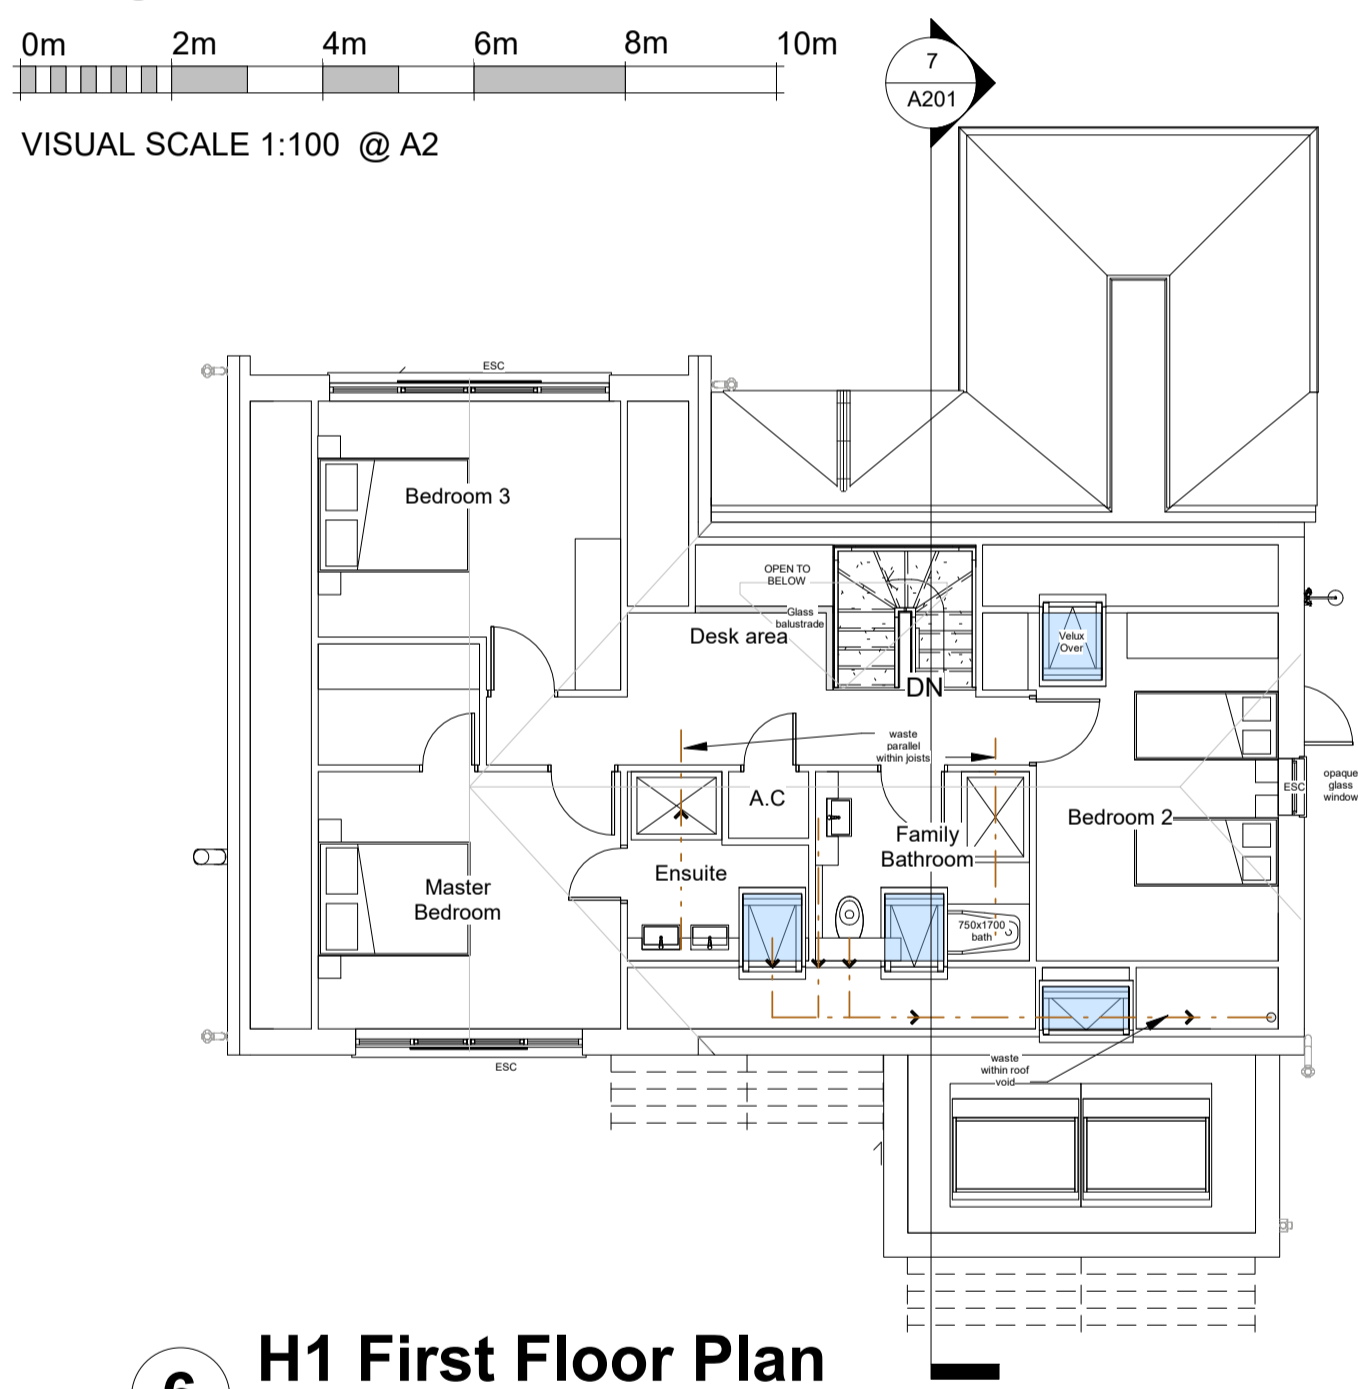 0m 2m 4m 6m 8m 10m
VISUAL SCALE 1:100 @ A2
7
A201
ESC
Bedroom 3
OPEN TO
BELOW
Glass
balustrade
Desk area
DN
Velux
Over
waste
parallel
within joists
A.C
Family
Bathroom
Bedroom 2
ESC
opaque
glass
window
Ensuite
Master
Bedroom
750x1700
bath
ESC
waste
within roof
void
6
H1 First Floor Plan